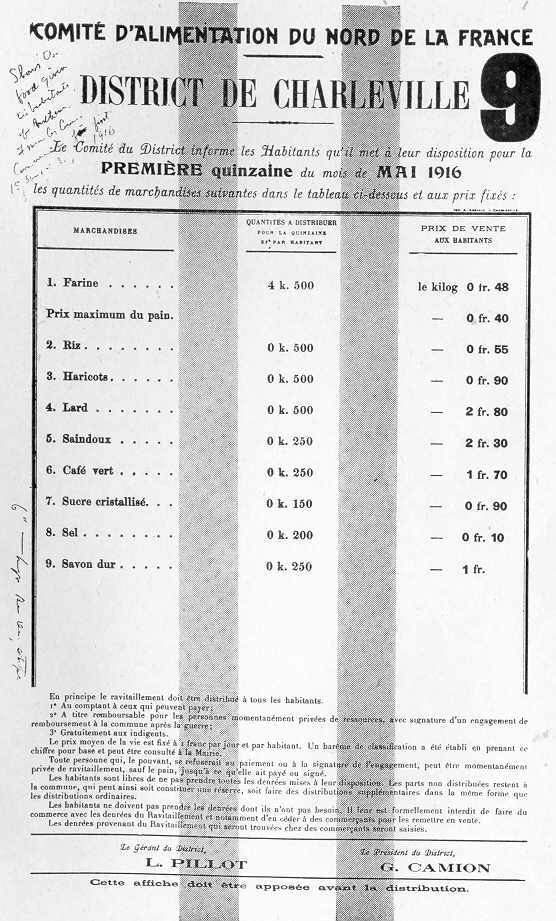 COMITÉ D'ALIMENTATION DU NORD DE LA FRANCE
DISTRICT DE CHARLEVILLE
9
Le Comité du District informe les Habitants qu'il met à leur disposition pour la
PREMIÈRE quinzaine du mois de MAI 1916
les quantités de marchandises suivantes dans le tableau ci-dessous et aux prix fixés :
MARCHANDISES
QUANTITÉS A DISTRIBUER
POUR LA QUINZAINE
ET PAR HABITANT
PRIX DE VENTE
AUX HABITANTS
1. Farine . . . . . . 4 k. 500 le kilog 0 fr. 48
Prix maximum du pain. — 0 fr. 40
2. Riz . . . . . . . . 0 k. 500 — 0 fr. 55
3. Haricots . . . . . . 0 k. 500 — 0 fr. 90
4. Lard . . . . . . . 0 k. 500 — 2 fr. 80
5. Saindoux . . . . . 0 k. 250 — 2 fr. 30
6. Café vert . . . . . 0 k. 250 — 1 fr. 70
7. Sucre cristallisé. . . 0 k. 150 — 0 fr. 90
8. Sel . . . . . . . . 0 k. 200 — 0 fr. 10
9. Savon dur . . . . . 0 k. 250 — 1 fr.
En principe le ravitaillement doit être distribué à tous les habitants.
1° Au comptant à ceux qui peuvent payer;
2° A titre remboursable pour les personnes momentanément privées de ressources, avec signature d'un engagement de
remboursement à la commune après la guerre;
3° Gratuitement aux indigents.
Le prix moyen de la vie est fixé à 1 franc par jour et par habitant. Un barême de classification a été établi en prenant ce
chiffre pour base et peut être consulté à la Mairie.
Toute personne qui, le pouvant, se refuserait au paiement ou à la signature de l'engagement, peut être momentanément
privée de ravitaillement, sauf le pain, jusqu'à ce qu'elle ait payé ou signé.
Les habitants sont libres de ne pas prendre toutes les denrées mises à leur disposition. Les parts non distribuées restent à
la commune, qui peut ainsi soit constituer une réserve, soit faire des distributions supplémentaires dans la même forme que
les distributions ordinaires.
Les habitants ne doivent pas prendre les denrées dont ils n'ont pas besoin. Il leur est formellement interdit de faire du
commerce avec les denrées du Ravitaillement et notamment d'en céder à des commerçants pour les remettre en vente.
Les denrées provenant du Ravitaillement qui seront trouvées chez des commerçants seront saisies.
Le Gérant du District,
L. PILLOT
Le Président du District,
G. CAMION
Cette affiche doit être apposée avant la distribution.